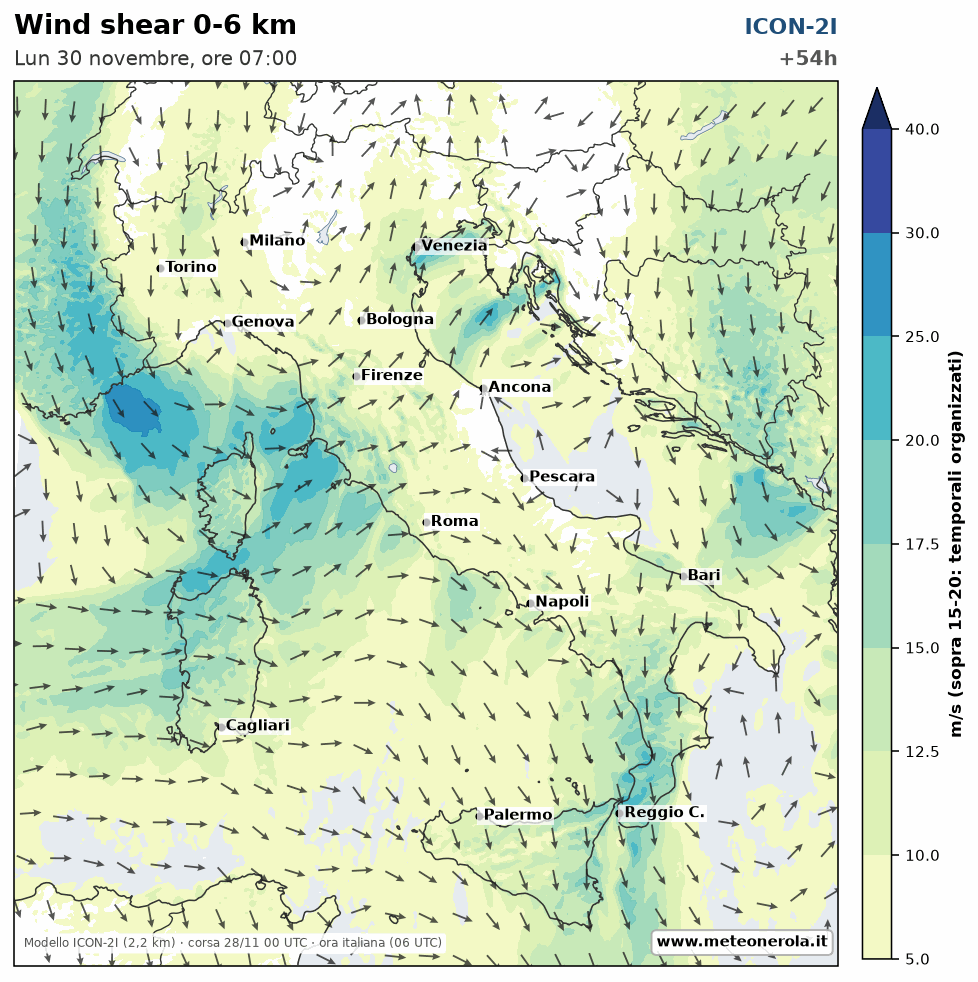 Wind shear 0-6 km
ICON-2I
Lun 30 novembre, ore 07:00
+54h
40.0
30.0
25.0
20.0
17.5
15.0
12.5
10.0
5.0
m/s (sopra 15-20: temporali organizzati)
Milano
Venezia
Torino
Genova
Bologna
Firenze
Ancona
Pescara
Roma
Bari
Napoli
Cagliari
Palermo
Reggio C.
Modello ICON-2I (2,2 km) · corsa 28/11 00 UTC · ora italiana (06 UTC)
www.meteonerola.it